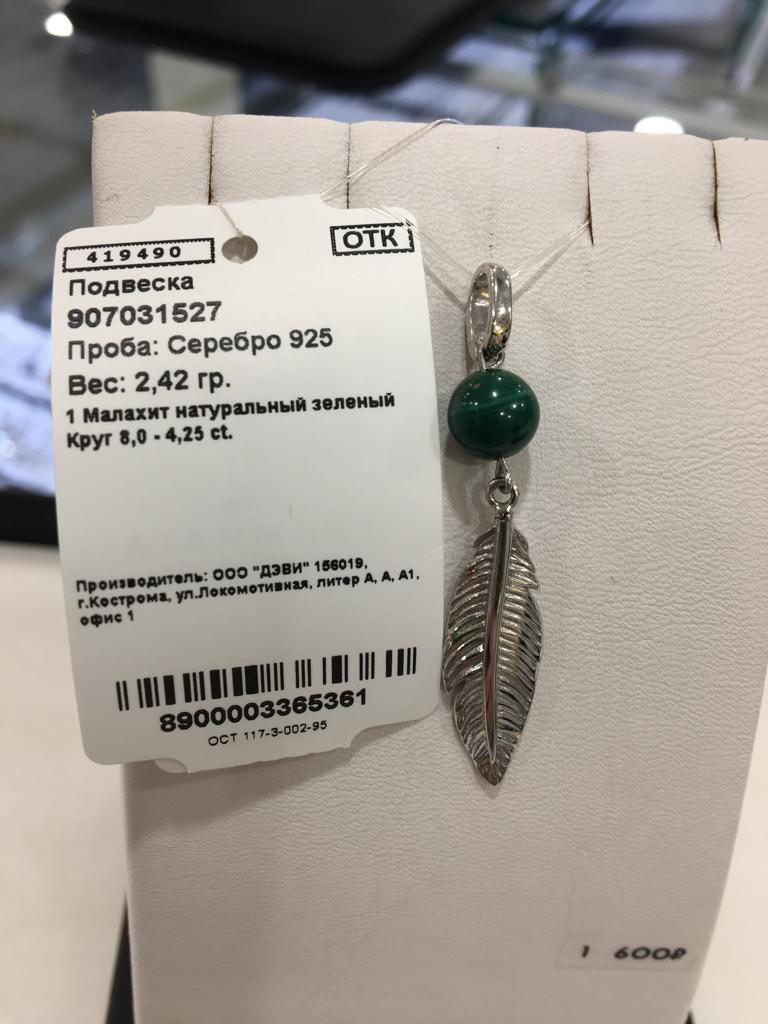 419490
ОТК
Подвеска
907031527
Проба: Серебро 925
Вес: 2,42 гр.
1 Малахит натуральный зеленый
Круг 8,0 - 4,25 ct.
Производитель: ООО "ДЭВИ" 156019,
г.Кострома, ул.Локомотивная, литер А, А, А1,
офис 1
8900003365361
ОСТ 117-3-002-95
1 600₽